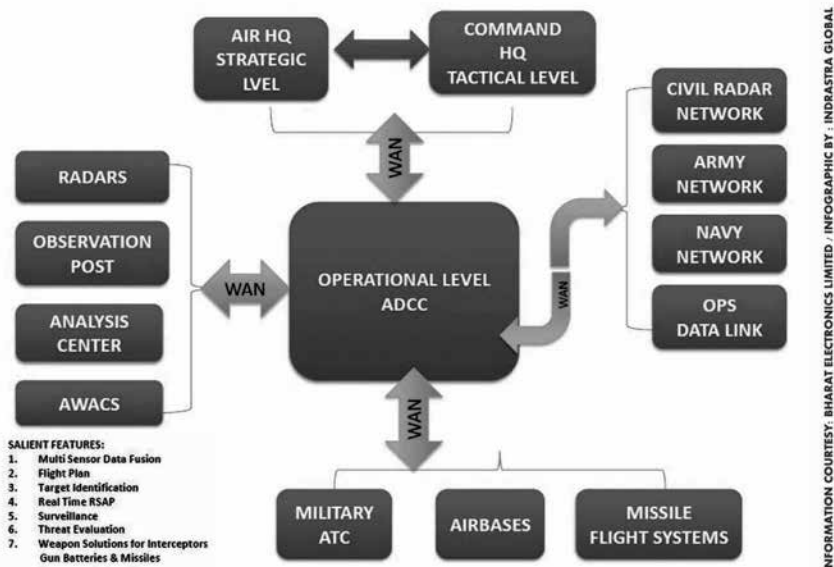 AIR HQ
STRATEGIC
LVEL
COMMAND
HQ
TACTICAL LEVEL
WAN
CIVIL RADAR
NETWORK
ARMY
NETWORK
NAVY
NETWORK
OPS
DATA LINK
WAN
RADARS
OBSERVATION
POST
ANALYSIS
CENTER
AWACS
WAN
OPERATIONAL LEVEL
ADCC
WAN
MILITARY
ATC
AIRBASES
MISSILE
FLIGHT SYSTEMS
SALIENT FEATURES:
1. Multi Sensor Data Fusion
2. Flight Plan
3. Target Identification
4. Real Time RSAP
5. Surveillance
6. Threat Evaluation
7. Weapon Solutions for Interceptors
Gun Batteries & Missiles
INFORMATION COURTESY: BHARAT ELECTRONICS LIMITED / INFOGRAPHIC BY : INDRASTRA GLOBAL